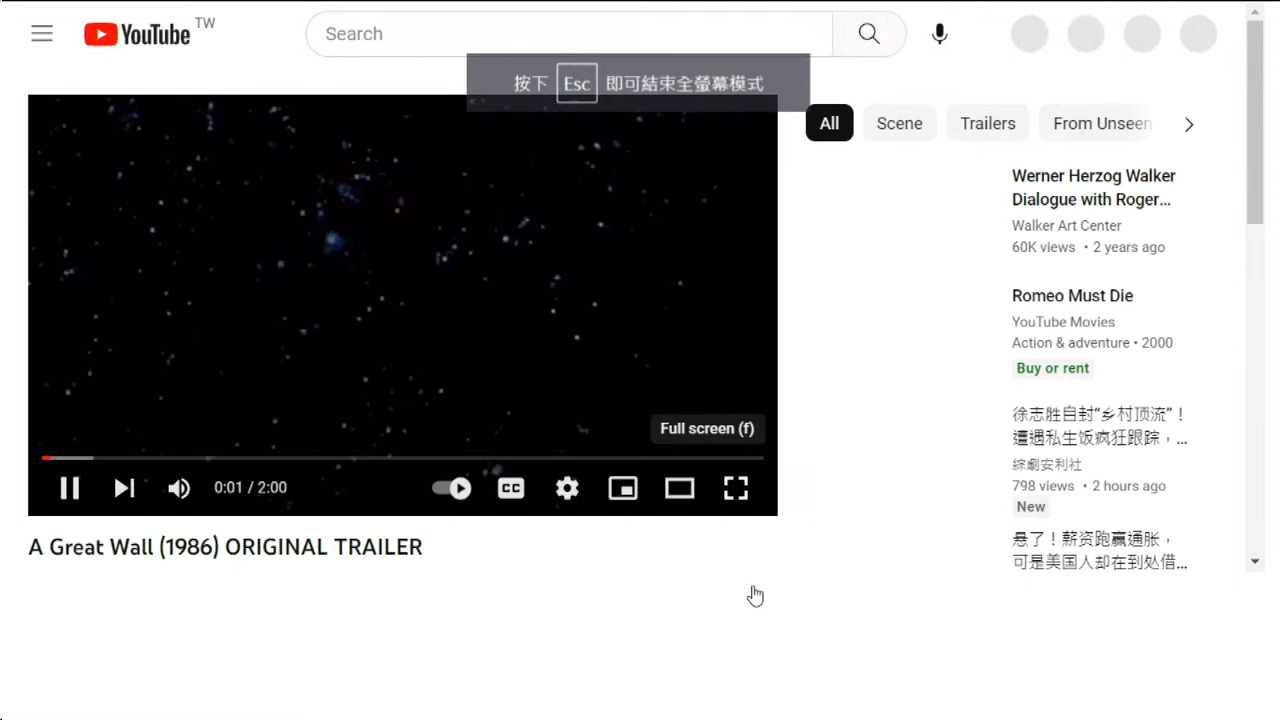 YouTube TW
Search
按下 Esc 即可結束全螢幕模式
All
Scene
Trailers
From Unseen
Werner Herzog Walker
Dialogue with Roger...
Walker Art Center
60K views • 2 years ago
Romeo Must Die
YouTube Movies
Action & adventure • 2000
Buy or rent
徐志胜自封“乡村顶流”！
遭遇私生饭疯狂跟踪，...
综劇安利社
798 views • 2 hours ago
New
悬了！薪资跑赢通胀，
可是美国人却在到处借...
Full screen (f)
0:01 / 2:00
CC
A Great Wall (1986) ORIGINAL TRAILER